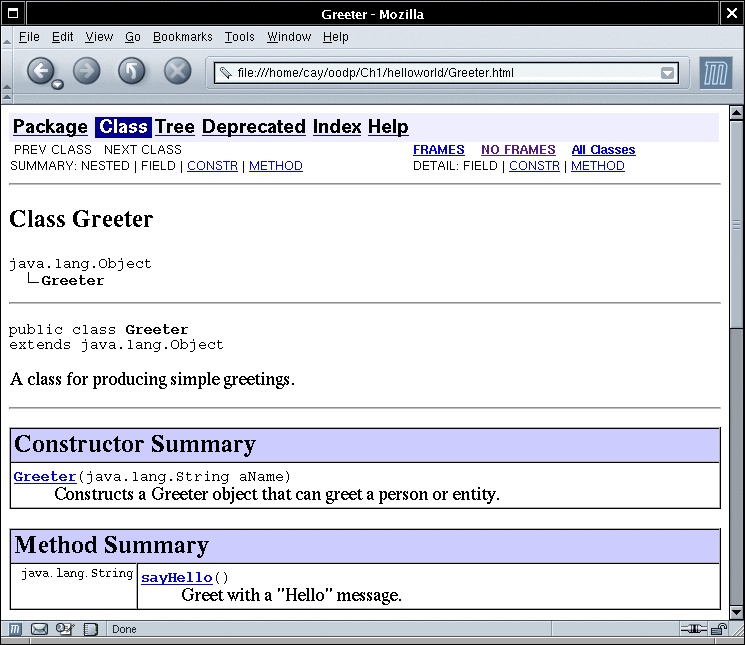 Greeter - Mozilla
File Edit View Go Bookmarks Tools Window Help
file:///home/cay/oodp/Ch1/helloworld/Greeter.html
Package Class Tree Deprecated Index Help
PREV CLASS NEXT CLASS FRAMES NO FRAMES All Classes
SUMMARY: NESTED | FIELD | CONSTR | METHOD DETAIL: FIELD | CONSTR | METHOD
Class Greeter
java.lang.Object
Greeter
public class Greeter
extends java.lang.Object
A class for producing simple greetings.
Constructor Summary
Greeter(java.lang.String aName)
Constructs a Greeter object that can greet a person or entity.
Method Summary
java.lang.String sayHello()
Greet with a "Hello" message.
Done